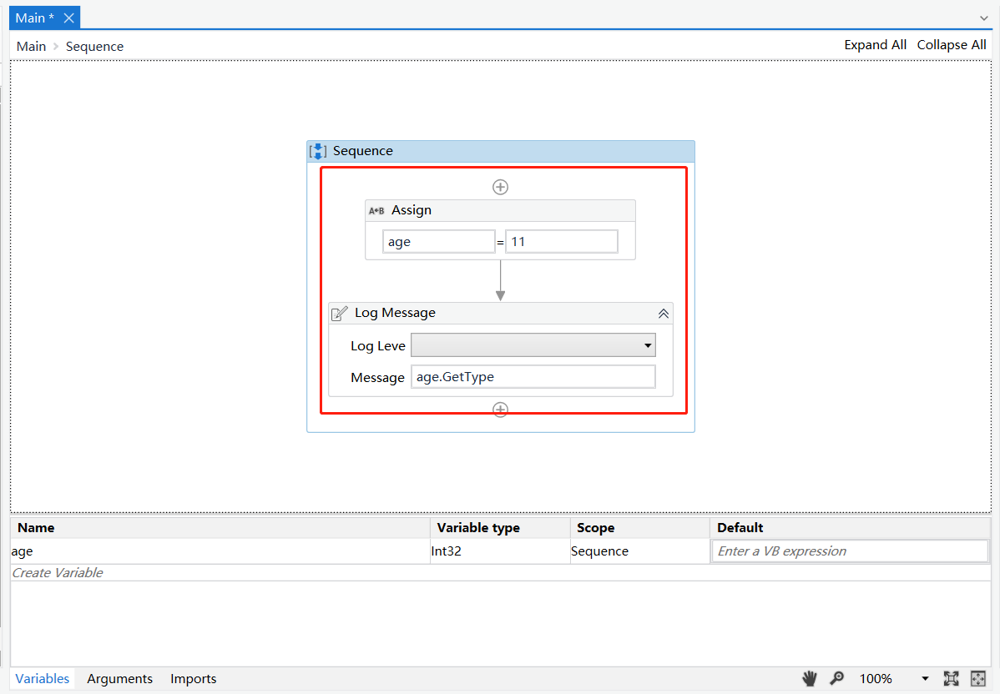 Main *
Main Sequence Expand All Collapse All
Sequence
A B Assign
age = 11
Log Message
Log Leve
Message age.GetType
Name Variable type Scope Default
age Int32 Sequence Enter a VB expression
Create Variable
Variables Arguments Imports 100%